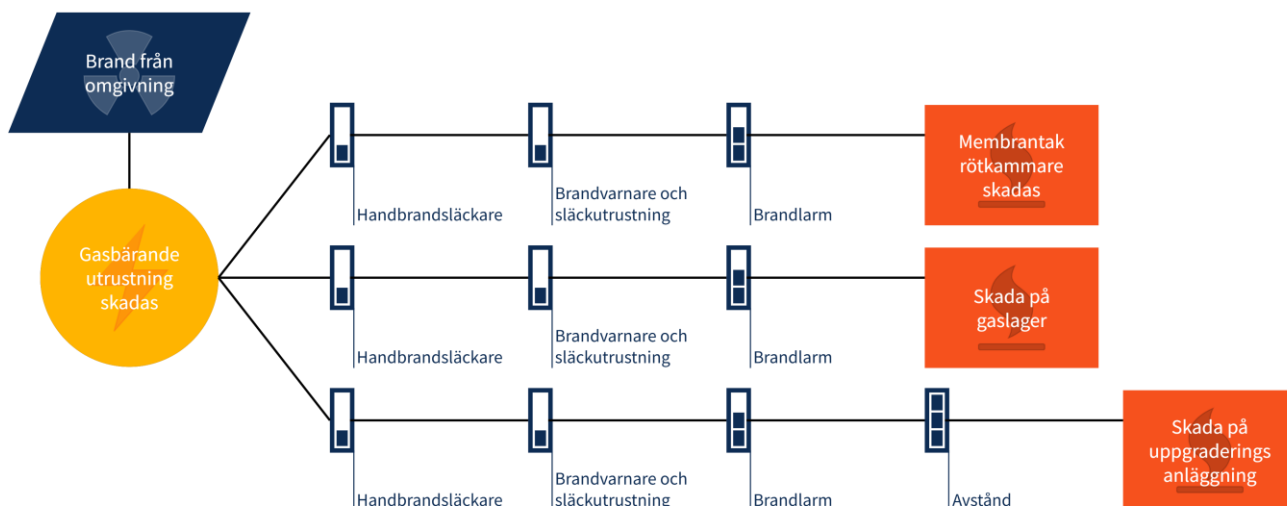 Brand från
omgivning
Gasbärande
utrustning
skadas
Handbrandsläckare
Brandvarnare och
släckutrustning
Brandlarm
Membrantak
rötkammare
skadas
Handbrandsläckare
Brandvarnare och
släckutrustning
Brandlarm
Skada på
gaslager
Handbrandsläckare
Brandvarnare och
släckutrustning
Brandlarm
Avstånd
Skada på
uppgraderings
anläggning